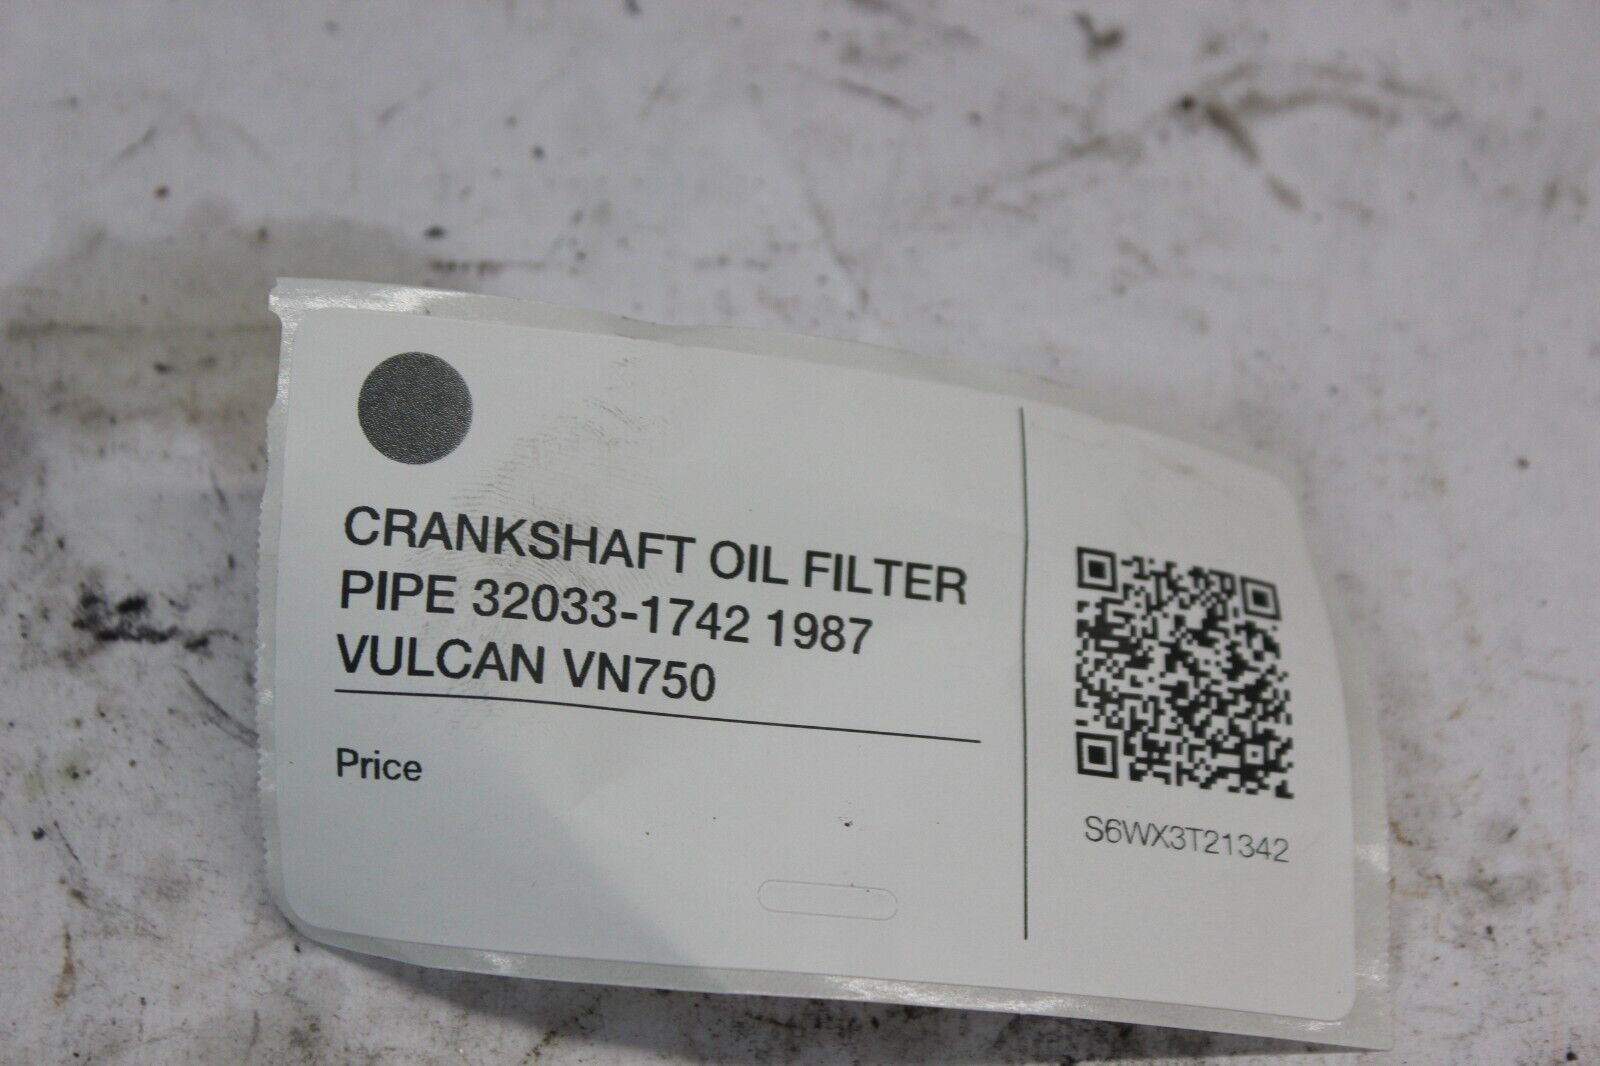 CRANKSHAFT OIL FILTER
PIPE 32033-1742 1987
VULCAN VN750
Price
S6WX3T21342